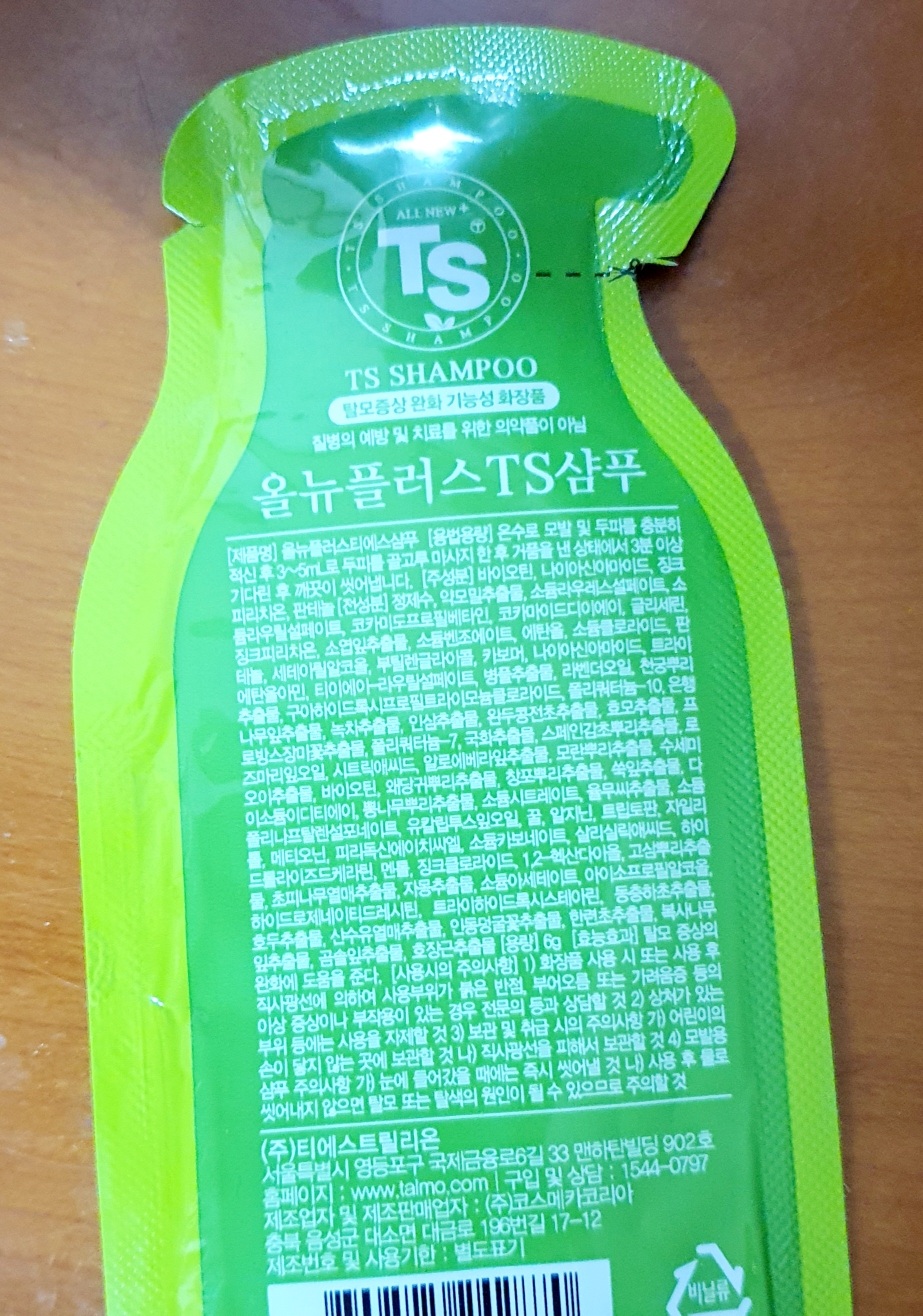 TS SHAMPOO · TS SHAMPOO
ALL NEW+
TS
TS SHAMPOO
탈모증상 완화 기능성 화장품
질병의 예방 및 치료를 위한 의약품이 아님
올뉴플러스TS샴푸
[제품명] 올뉴플러스티에스샴푸 [용법용량] 온수로 모발 및 두피를 충분히
적신 후 3~5mL로 두피를 골고루 마사지 한 후 거품을 낸 상태에서 3분 이상
기다린 후 깨끗이 씻어냅니다. [주성분] 바이오틴, 나이아신아마이드, 징크
피리치온, 판테놀 [전성분] 정제수, 약모밀추출물, 소듐라우레스설페이트, 소
듐라우릴설페이트, 코카미도프로필베타인, 코카마이드디이에이, 글리세린,
징크피리치온, 소엽잎추출물, 소듐벤조에이트, 에탄올, 소듐클로라이드, 판
테놀, 세테아릴알코올, 부틸렌글라이콜, 카보머, 나이아신아마이드, 트라이
에탄올아민, 티이에이-라우릴설페이트, 병풀추출물, 라벤더오일, 천궁뿌리
추출물, 구아하이드록시프로필트라이모늄클로라이드, 폴리쿼터늄-10, 은행
나무잎추출물, 녹차추출물, 인삼추출물, 완두콩전초추출물, 효모추출물, 프
로방스장미꽃추출물, 폴리쿼터늄-7, 국화추출물, 스페인감초뿌리추출물, 로
즈마리잎오일, 시트릭애씨드, 알로에베라잎추출물, 모란뿌리추출물, 수세미
오이추출물, 바이오틴, 왜당귀뿌리추출물, 창포뿌리추출물, 쑥잎추출물, 다
이소듐이디티에이, 뽕나무뿌리추출물, 소듐시트레이트, 율무씨추출물, 소듐
폴리나프탈렌설포네이트, 유칼립투스잎오일, 꿀, 알지닌, 트립토판, 자일리
톨, 메티오닌, 피리독신에이치씨엘, 소듐카보네이트, 살리실릭애씨드, 하이
드롤라이즈드케라틴, 멘톨, 징크클로라이드, 1,2-헥산다이올, 고삼뿌리추출
물, 초피나무열매추출물, 자몽추출물, 소듐아세테이트, 아이소프로필알코올,
하이드로제네이티드레시틴, 트라이하이드록시스테아린, 동충하초추출물,
호두추출물, 산수유열매추출물, 인동덩굴꽃추출물, 한련초추출물, 복사나무
잎추출물, 곰솔잎추출물, 호장근추출물 [용량] 6g [효능효과] 탈모 증상의
완화에 도움을 준다. [사용시의 주의사항] 1) 화장품 사용 시 또는 사용 후
직사광선에 의하여 사용부위가 붉은 반점, 부어오름 또는 가려움증 등의
이상 증상이나 부작용이 있는 경우 전문의 등과 상담할 것 2) 상처가 있는
부위 등에는 사용을 자제할 것 3) 보관 및 취급 시의 주의사항 가) 어린이의
손이 닿지 않는 곳에 보관할 것 나) 직사광선을 피해서 보관할 것 4) 모발용
샴푸 주의사항 가) 눈에 들어갔을 때에는 즉시 씻어낼 것 나) 사용 후 물로
씻어내지 않으면 탈모 또는 탈색의 원인이 될 수 있으므로 주의할 것
(주)티에스트릴리온
서울특별시 영등포구 국제금융로6길 33 맨하탄빌딩 902호
홈페이지 : www.talmo.com | 구입 및 상담 : 1544-0797
제조업자 및 제조판매업자 : (주)코스메카코리아
충북 음성군 대소면 대금로 196번길 17-12
제조번호 및 사용기한 : 별도표기
비닐류